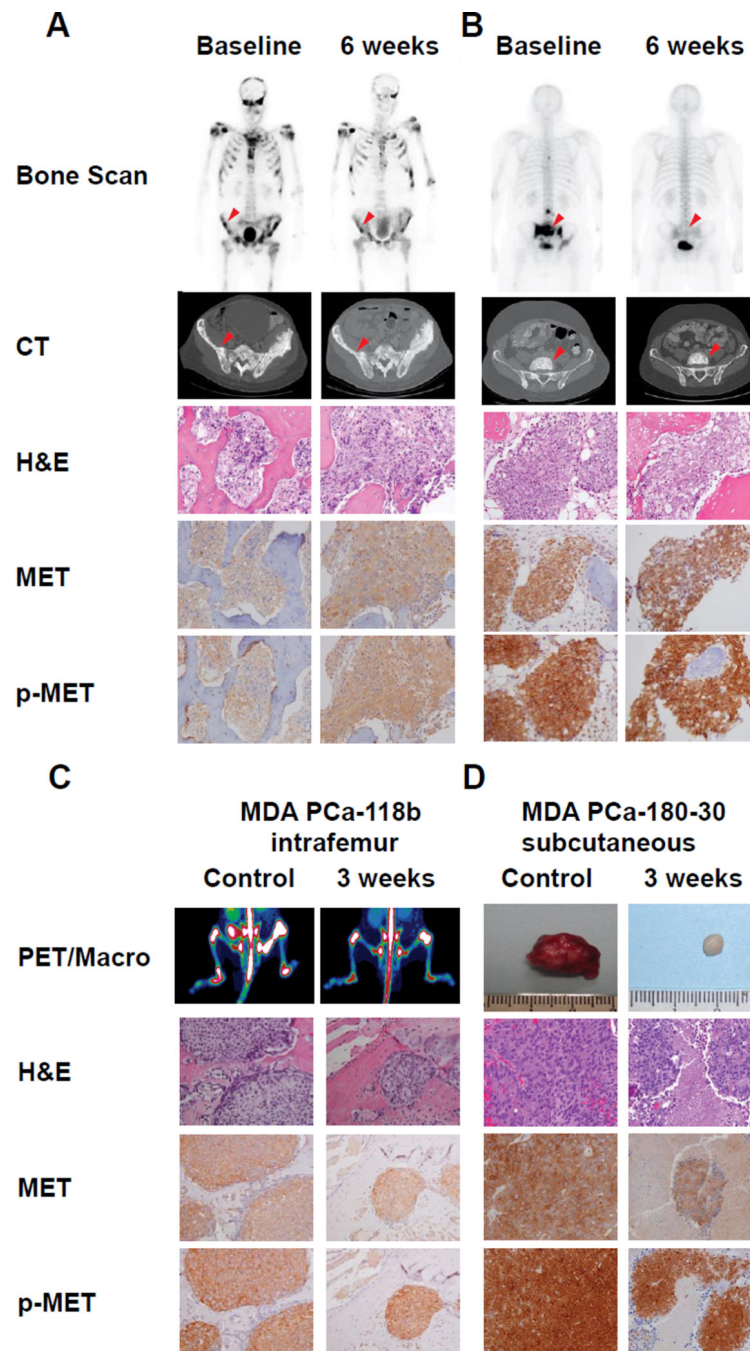 A
B
Baseline 6 weeks Baseline 6 weeks
Bone Scan
CT
H&E
MET
p-MET
C
D
MDA PCa-118b
intrafemur
MDA PCa-180-30
subcutaneous
Control 3 weeks Control 3 weeks
PET/Macro
H&E
MET
p-MET